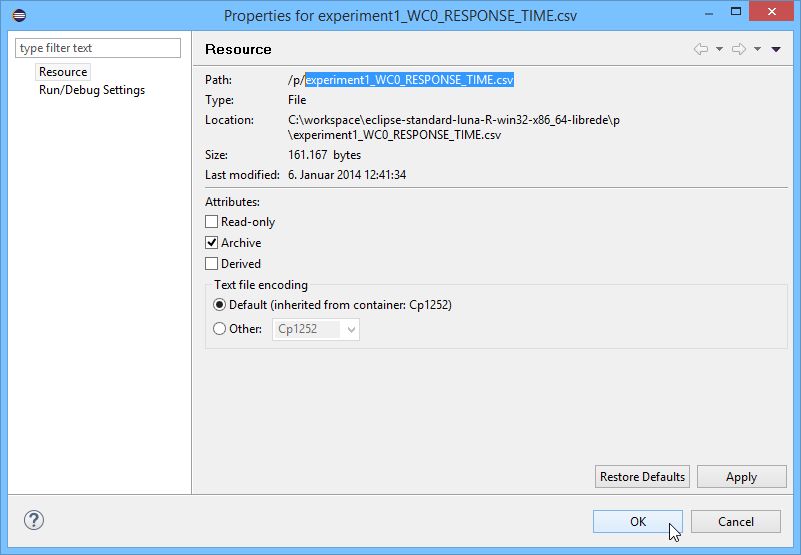 Properties for experiment1_WC0_RESPONSE_TIME.csv
type filter text
Resource
Run/Debug Settings
Resource
Path: /p/experiment1_WC0_RESPONSE_TIME.csv
Type: File
Location: C:\workspace\eclipse-standard-luna-R-win32-x86_64-librede\p
\experiment1_WC0_RESPONSE_TIME.csv
Size: 161.167 bytes
Last modified: 6. Januar 2014 12:41:34
Attributes:
Read-only
Archive
Derived
Text file encoding
Default (inherited from container: Cp1252)
Other: Cp1252
Restore Defaults Apply
? OK Cancel